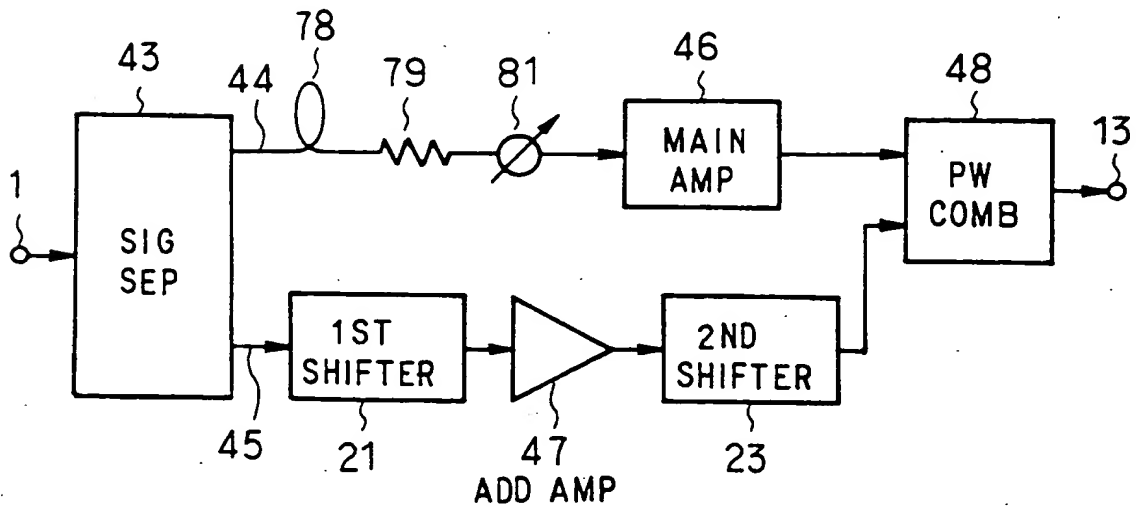 43
44
78
79
81
46
48
13
1
SIG
SEP
MAIN
AMP
PW
COMB
1ST
SHIFTER
2ND
SHIFTER
45
21
47
23
ADD AMP